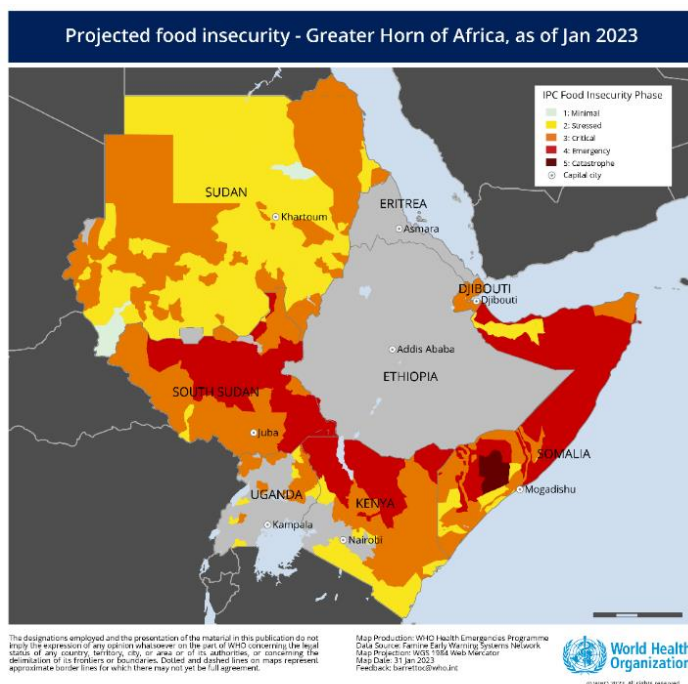 Projected food insecurity - Greater Horn of Africa, as of Jan 2023
IPC Food Insecurity Phase
1: Minimal
2: Stressed
3: Critical
4: Emergency
5: Catastrophe
Capital city
SUDAN
Khartoum
ERITREA
Asmara
DJIBOUTI
Djibouti
Addis Ababa
ETHIOPIA
SOUTH SUDAN
Juba
SOMALIA
Mogadishu
UGANDA
KENYA
Kampala
Nairobi
The designations employed and the presentation of the material in this publication do not
imply the expression of any opinion whatsoever on the part of WHO concerning the legal
status of any country, territory, city, or area or of its authorities, or concerning the
delimitation of its frontiers or boundaries. Dotted and dashed lines on maps represent
approximate border lines for which there may not yet be full agreement.
Map Production: WHO Health Emergencies Programme
Data Source: Famine Early Warning Systems Network
Map Projection: WGS 1984 Web Mercator
Map Date: 31 Jan 2023
Feedback: barrettoc@who.int
World Health
Organization
All rights reserved